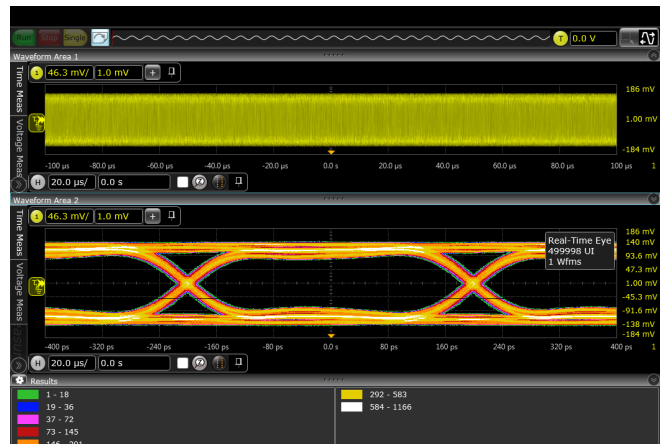 Run Stop Single T 0.0 V
Waveform Area 1
Time Meas
Voltage Meas
1 46.3 mV/ 1.0 mV +
186 mV
1.00 mV
-184 mV
-100 µs -80.0 µs -60.0 µs -40.0 µs -20.0 µs 0.0 s 20.0 µs 40.0 µs 60.0 µs 80.0 µs 100 µs 1
H 20.0 µs/ 0.0 s
Waveform Area 2
Time Meas
Voltage Meas
1 46.3 mV/ 1.0 mV +
186 mV
140 mV
93.6 mV
47.3 mV
1.00 mV
-45.3 mV
-91.6 mV
-138 mV
-184 mV
Real-Time Eye
499998 UI
1 Wfms
-400 ps -320 ps -240 ps -160 ps -80 ps 0.0 s 80 ps 160 ps 240 ps 320 ps 400 ps 1
H 20.0 µs/ 0.0 s
Results
1 - 18
19 - 36
37 - 72
73 - 145
146 - 291
292 - 583
584 - 1166